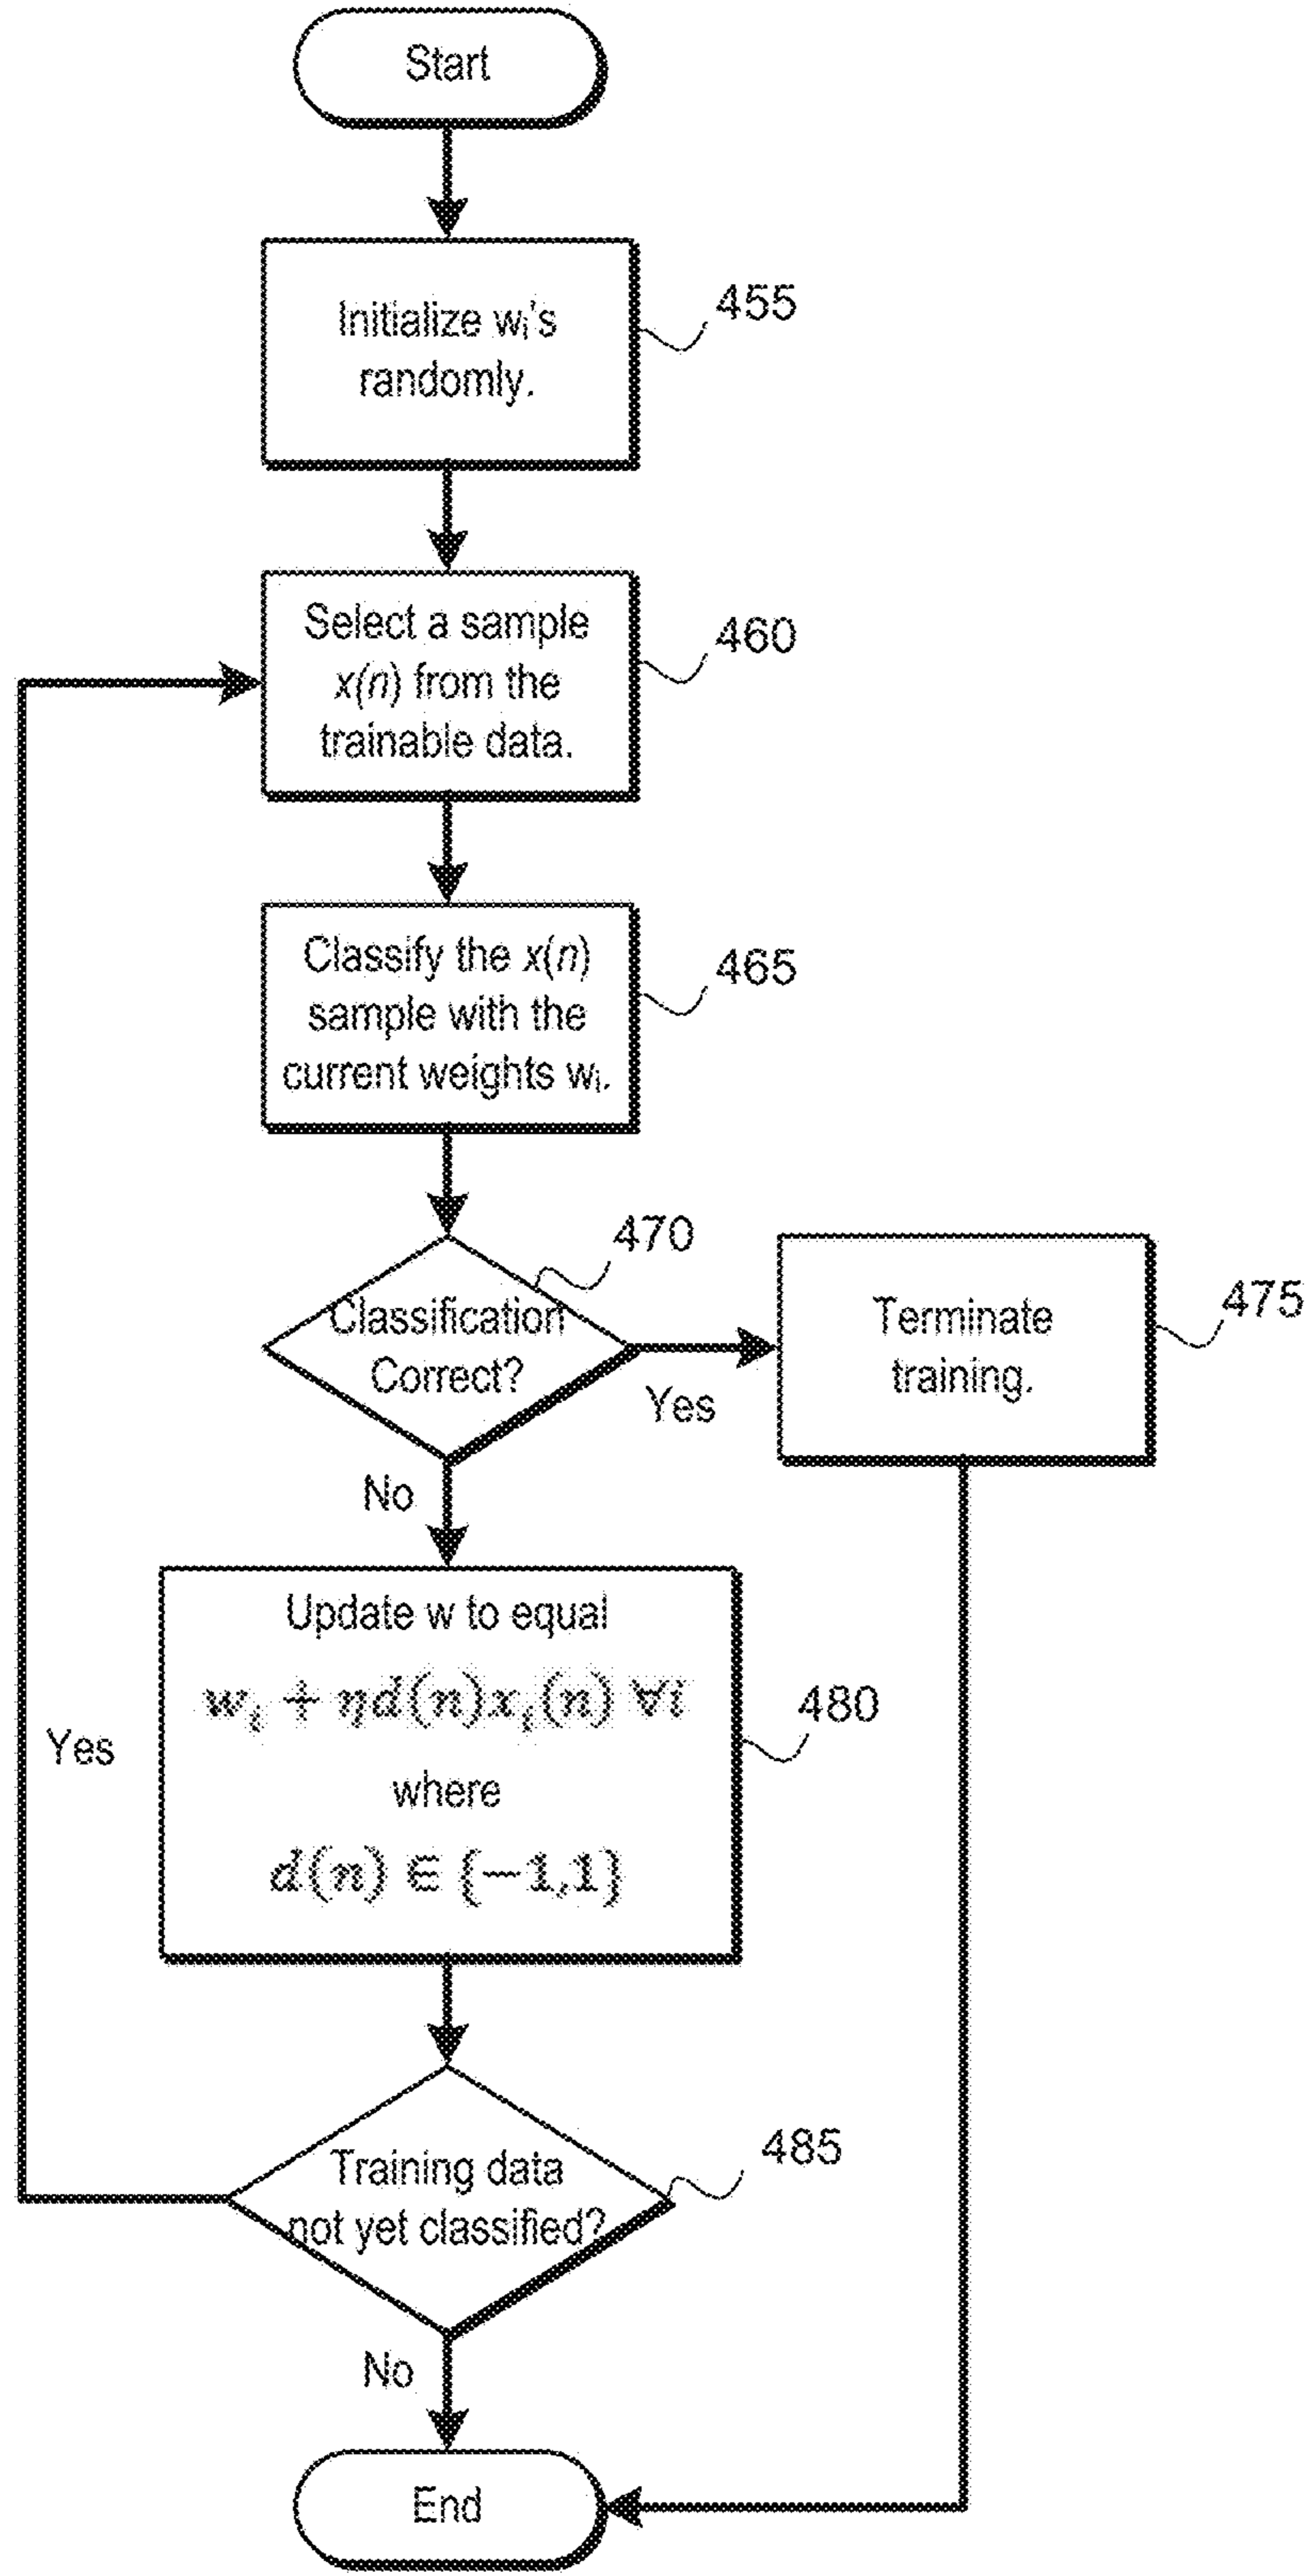 Start
Initialize wᵢ's
randomly.
455
Select a sample
x(n) from the
trainable data.
460
Classify the x(n)
sample with the
current weights wᵢ.
465
Classification
Correct?
470
Yes
Terminate
training.
475
No
Update w to equal
wᵢ + ηd(n)xᵢ(n) ∀i
where
d(n) ∈ {−1,1}
480
Yes
Training data
not yet classified?
485
No
End